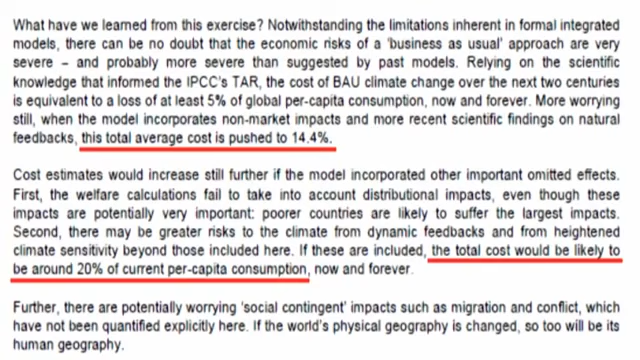 What have we learned from this exercise? Notwithstanding the limitations inherent in formal integrated
models, there can be no doubt that the economic risks of a 'business as usual' approach are very
severe – and probably more severe than suggested by past models. Relying on the scientific
knowledge that informed the IPCC's TAR, the cost of BAU climate change over the next two centuries
is equivalent to a loss of at least 5% of global per-capita consumption, now and forever. More worrying
still, when the model incorporates non-market impacts and more recent scientific findings on natural
feedbacks, this total average cost is pushed to 14.4%.
Cost estimates would increase still further if the model incorporated other important omitted effects.
First, the welfare calculations fail to take into account distributional impacts, even though these
impacts are potentially very important: poorer countries are likely to suffer the largest impacts.
Second, there may be greater risks to the climate from dynamic feedbacks and from heightened
climate sensitivity beyond those included here. If these are included, the total cost would be likely to
be around 20% of current per-capita consumption, now and forever.
Further, there are potentially worrying 'social contingent' impacts such as migration and conflict, which
have not been quantified explicitly here. If the world's physical geography is changed, so too will be its
human geography.